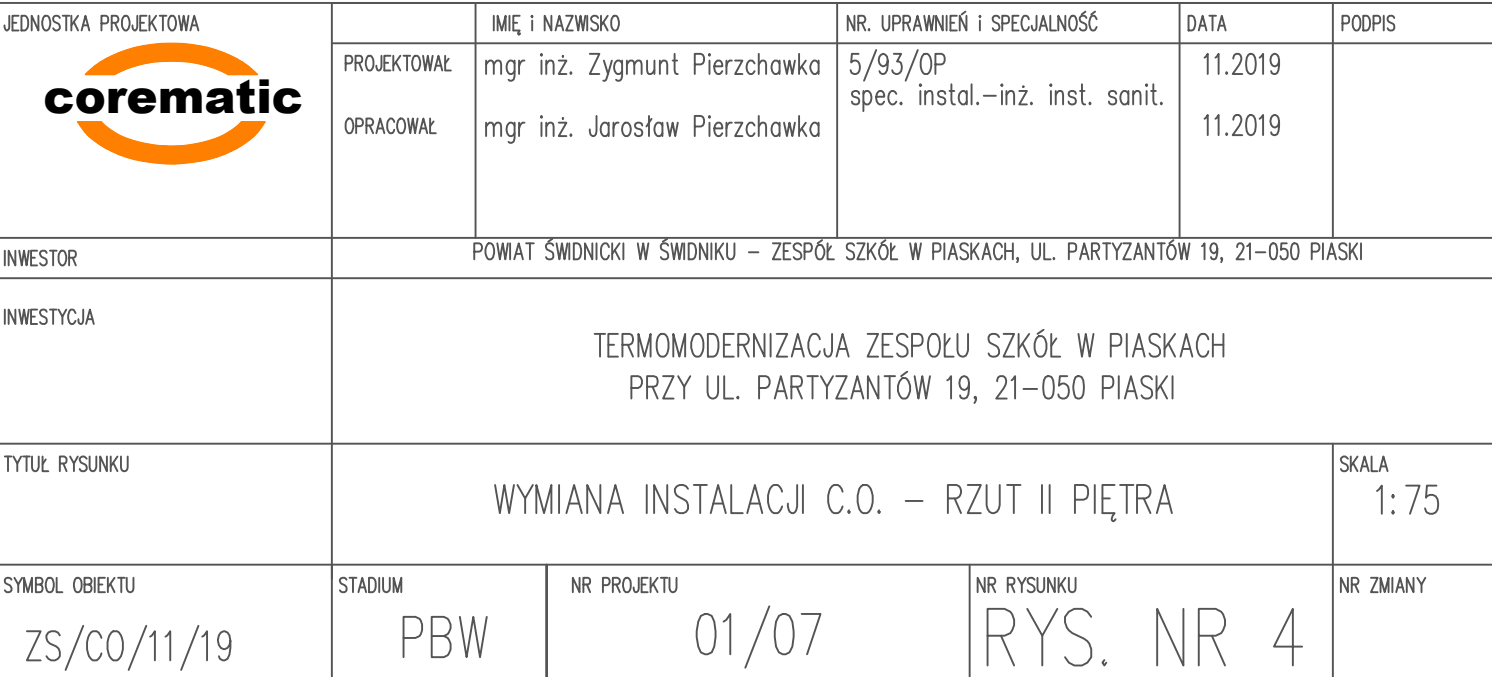 JEDNOSTKA PROJEKTOWA
corematic
IMIĘ i NAZWISKO
NR. UPRAWNIEŃ i SPECJALNOŚĆ
DATA
PODPIS
PROJEKTOWAŁ
mgr inż. Zygmunt Pierzchawka
5/93/OP
spec. instal.–inż. inst. sanit.
11.2019
OPRACOWAŁ
mgr inż. Jarosław Pierzchawka
11.2019
INWESTOR
POWIAT ŚWIDNICKI W ŚWIDNIKU – ZESPÓŁ SZKÓŁ W PIASKACH, UL. PARTYZANTÓW 19, 21–050 PIASKI
INWESTYCJA
TERMOMODERNIZACJA ZESPOŁU SZKÓŁ W PIASKACH
PRZY UL. PARTYZANTÓW 19, 21–050 PIASKI
TYTUŁ RYSUNKU
WYMIANA INSTALACJI C.O. – RZUT II PIĘTRA
SKALA
1:75
SYMBOL OBIEKTU
ZS/CO/11/19
STADIUM
PBW
NR PROJEKTU
01/07
NR RYSUNKU
RYS. NR 4
NR ZMIANY